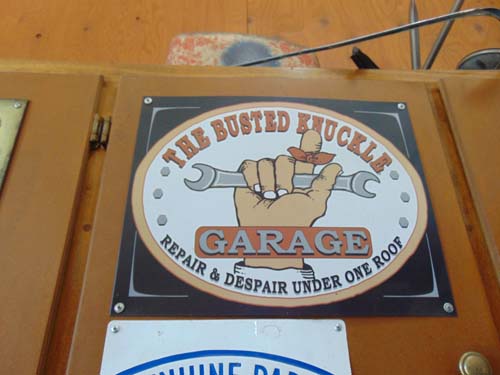 THE BUSTED KNUCKLE
GARAGE
REPAIR & DESPAIR UNDER ONE ROOF